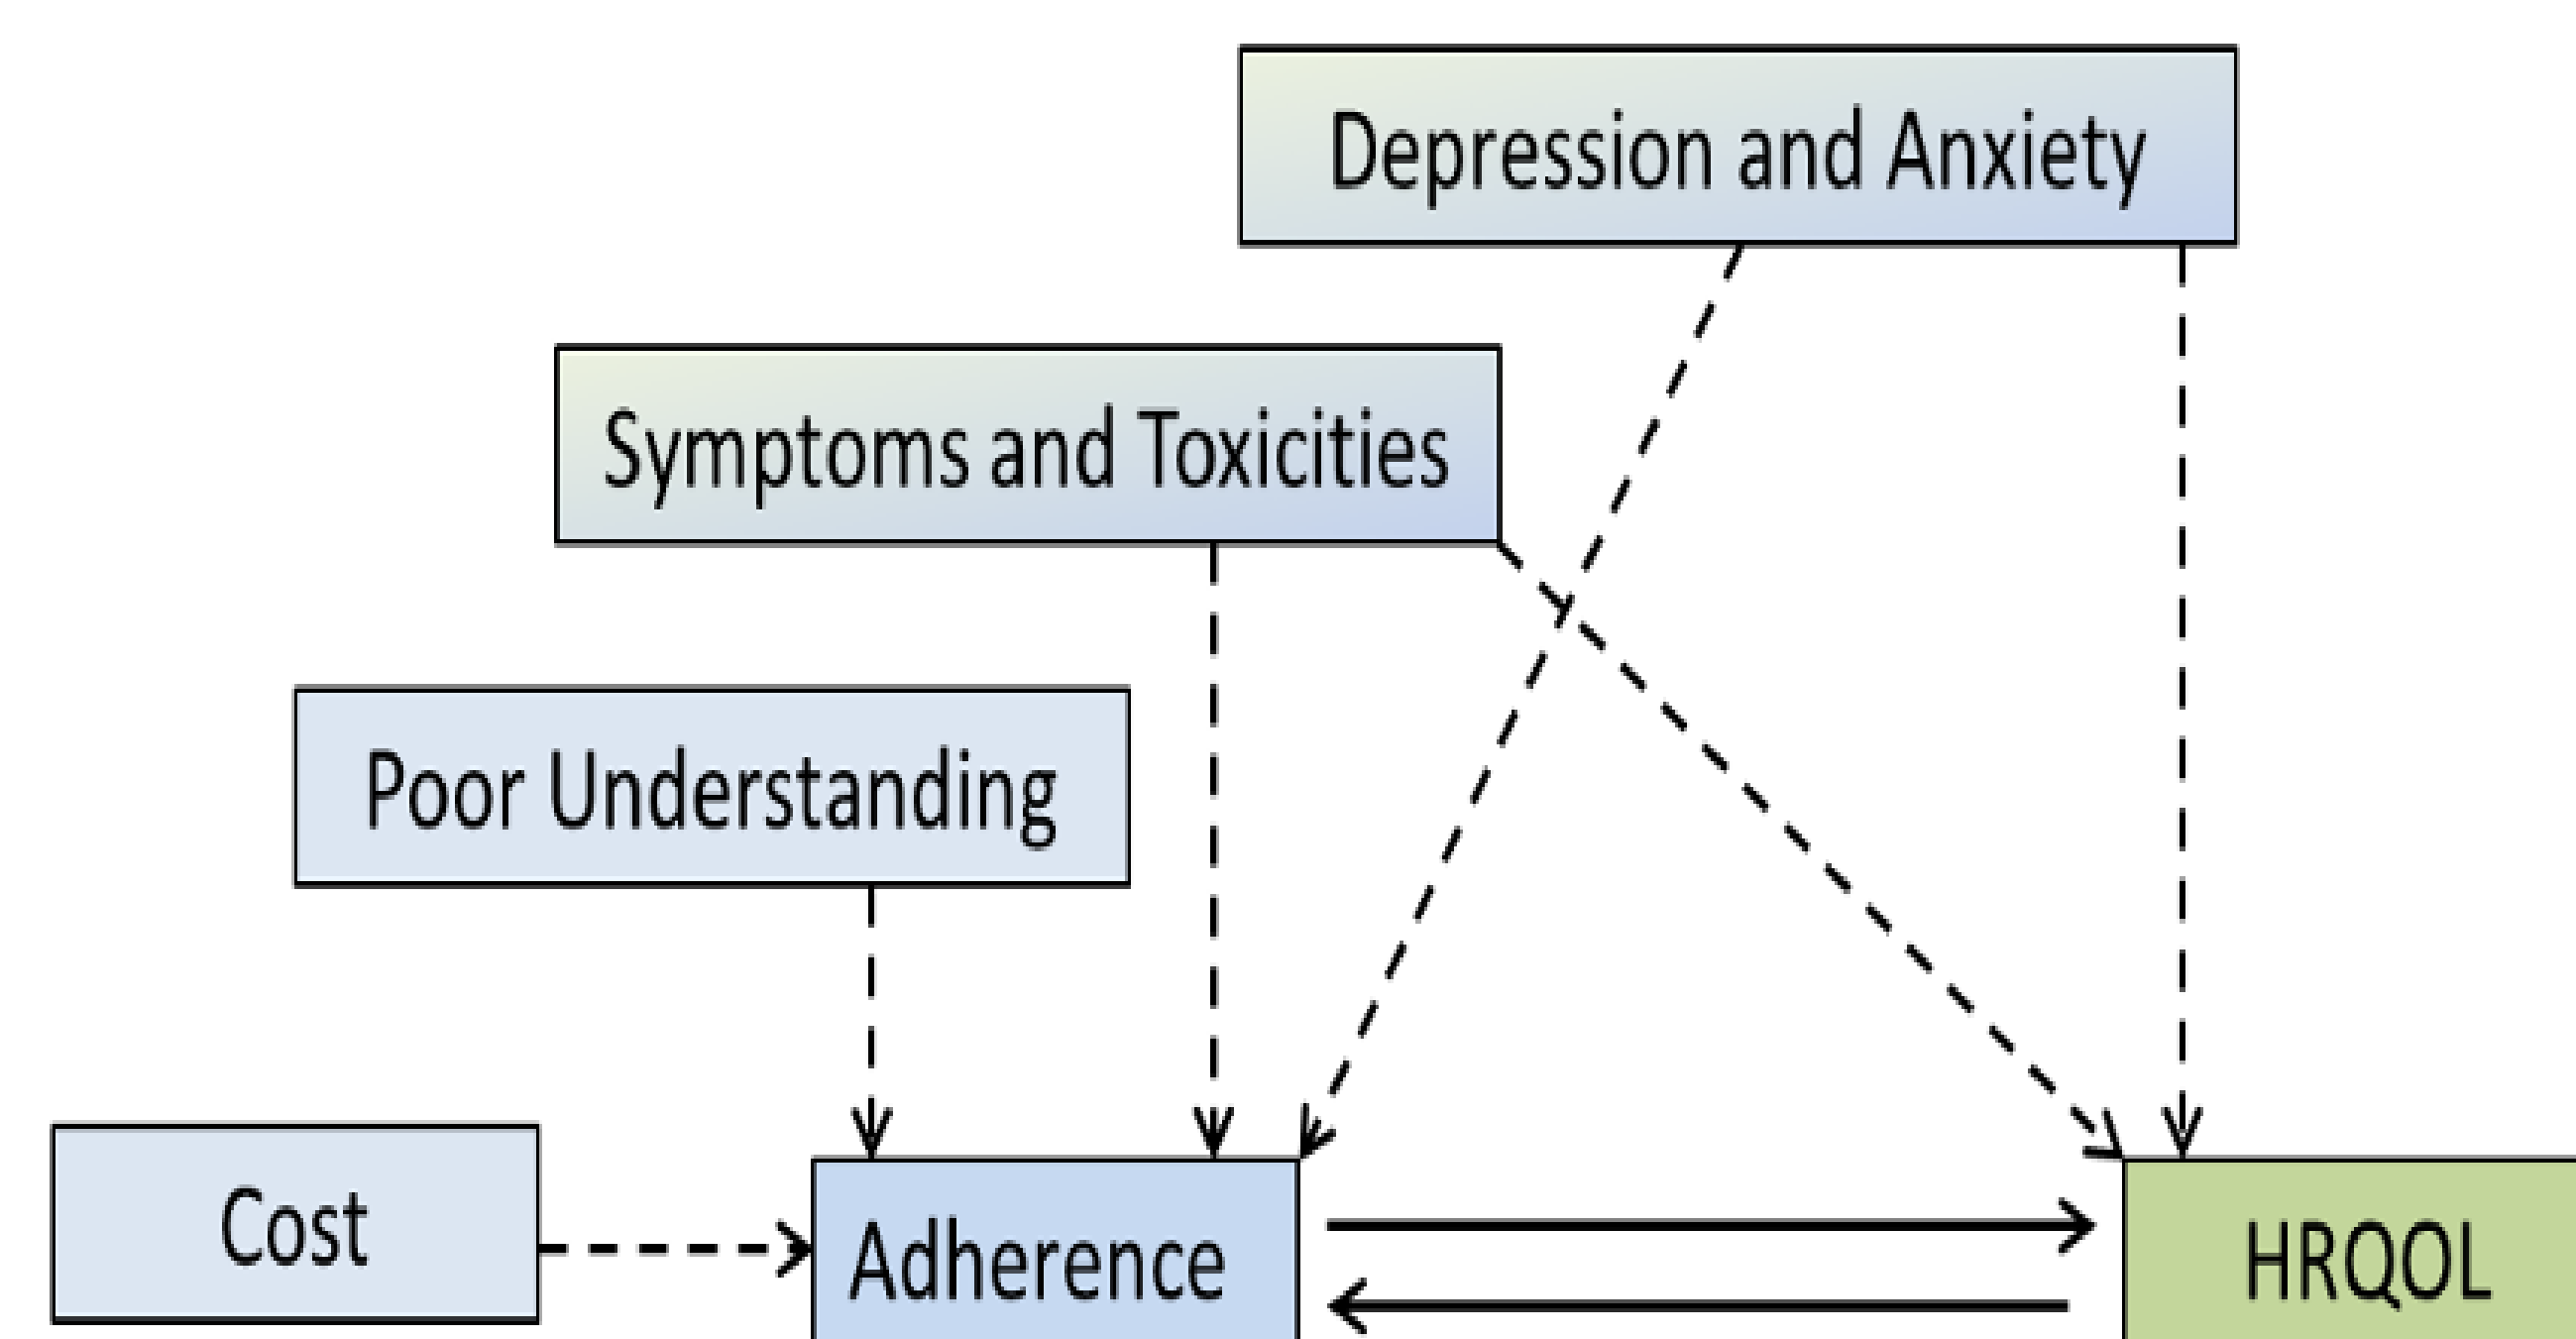 Depression and Anxiety
Symptoms and Toxicities
Poor Understanding
Cost
Adherence
HRQOL